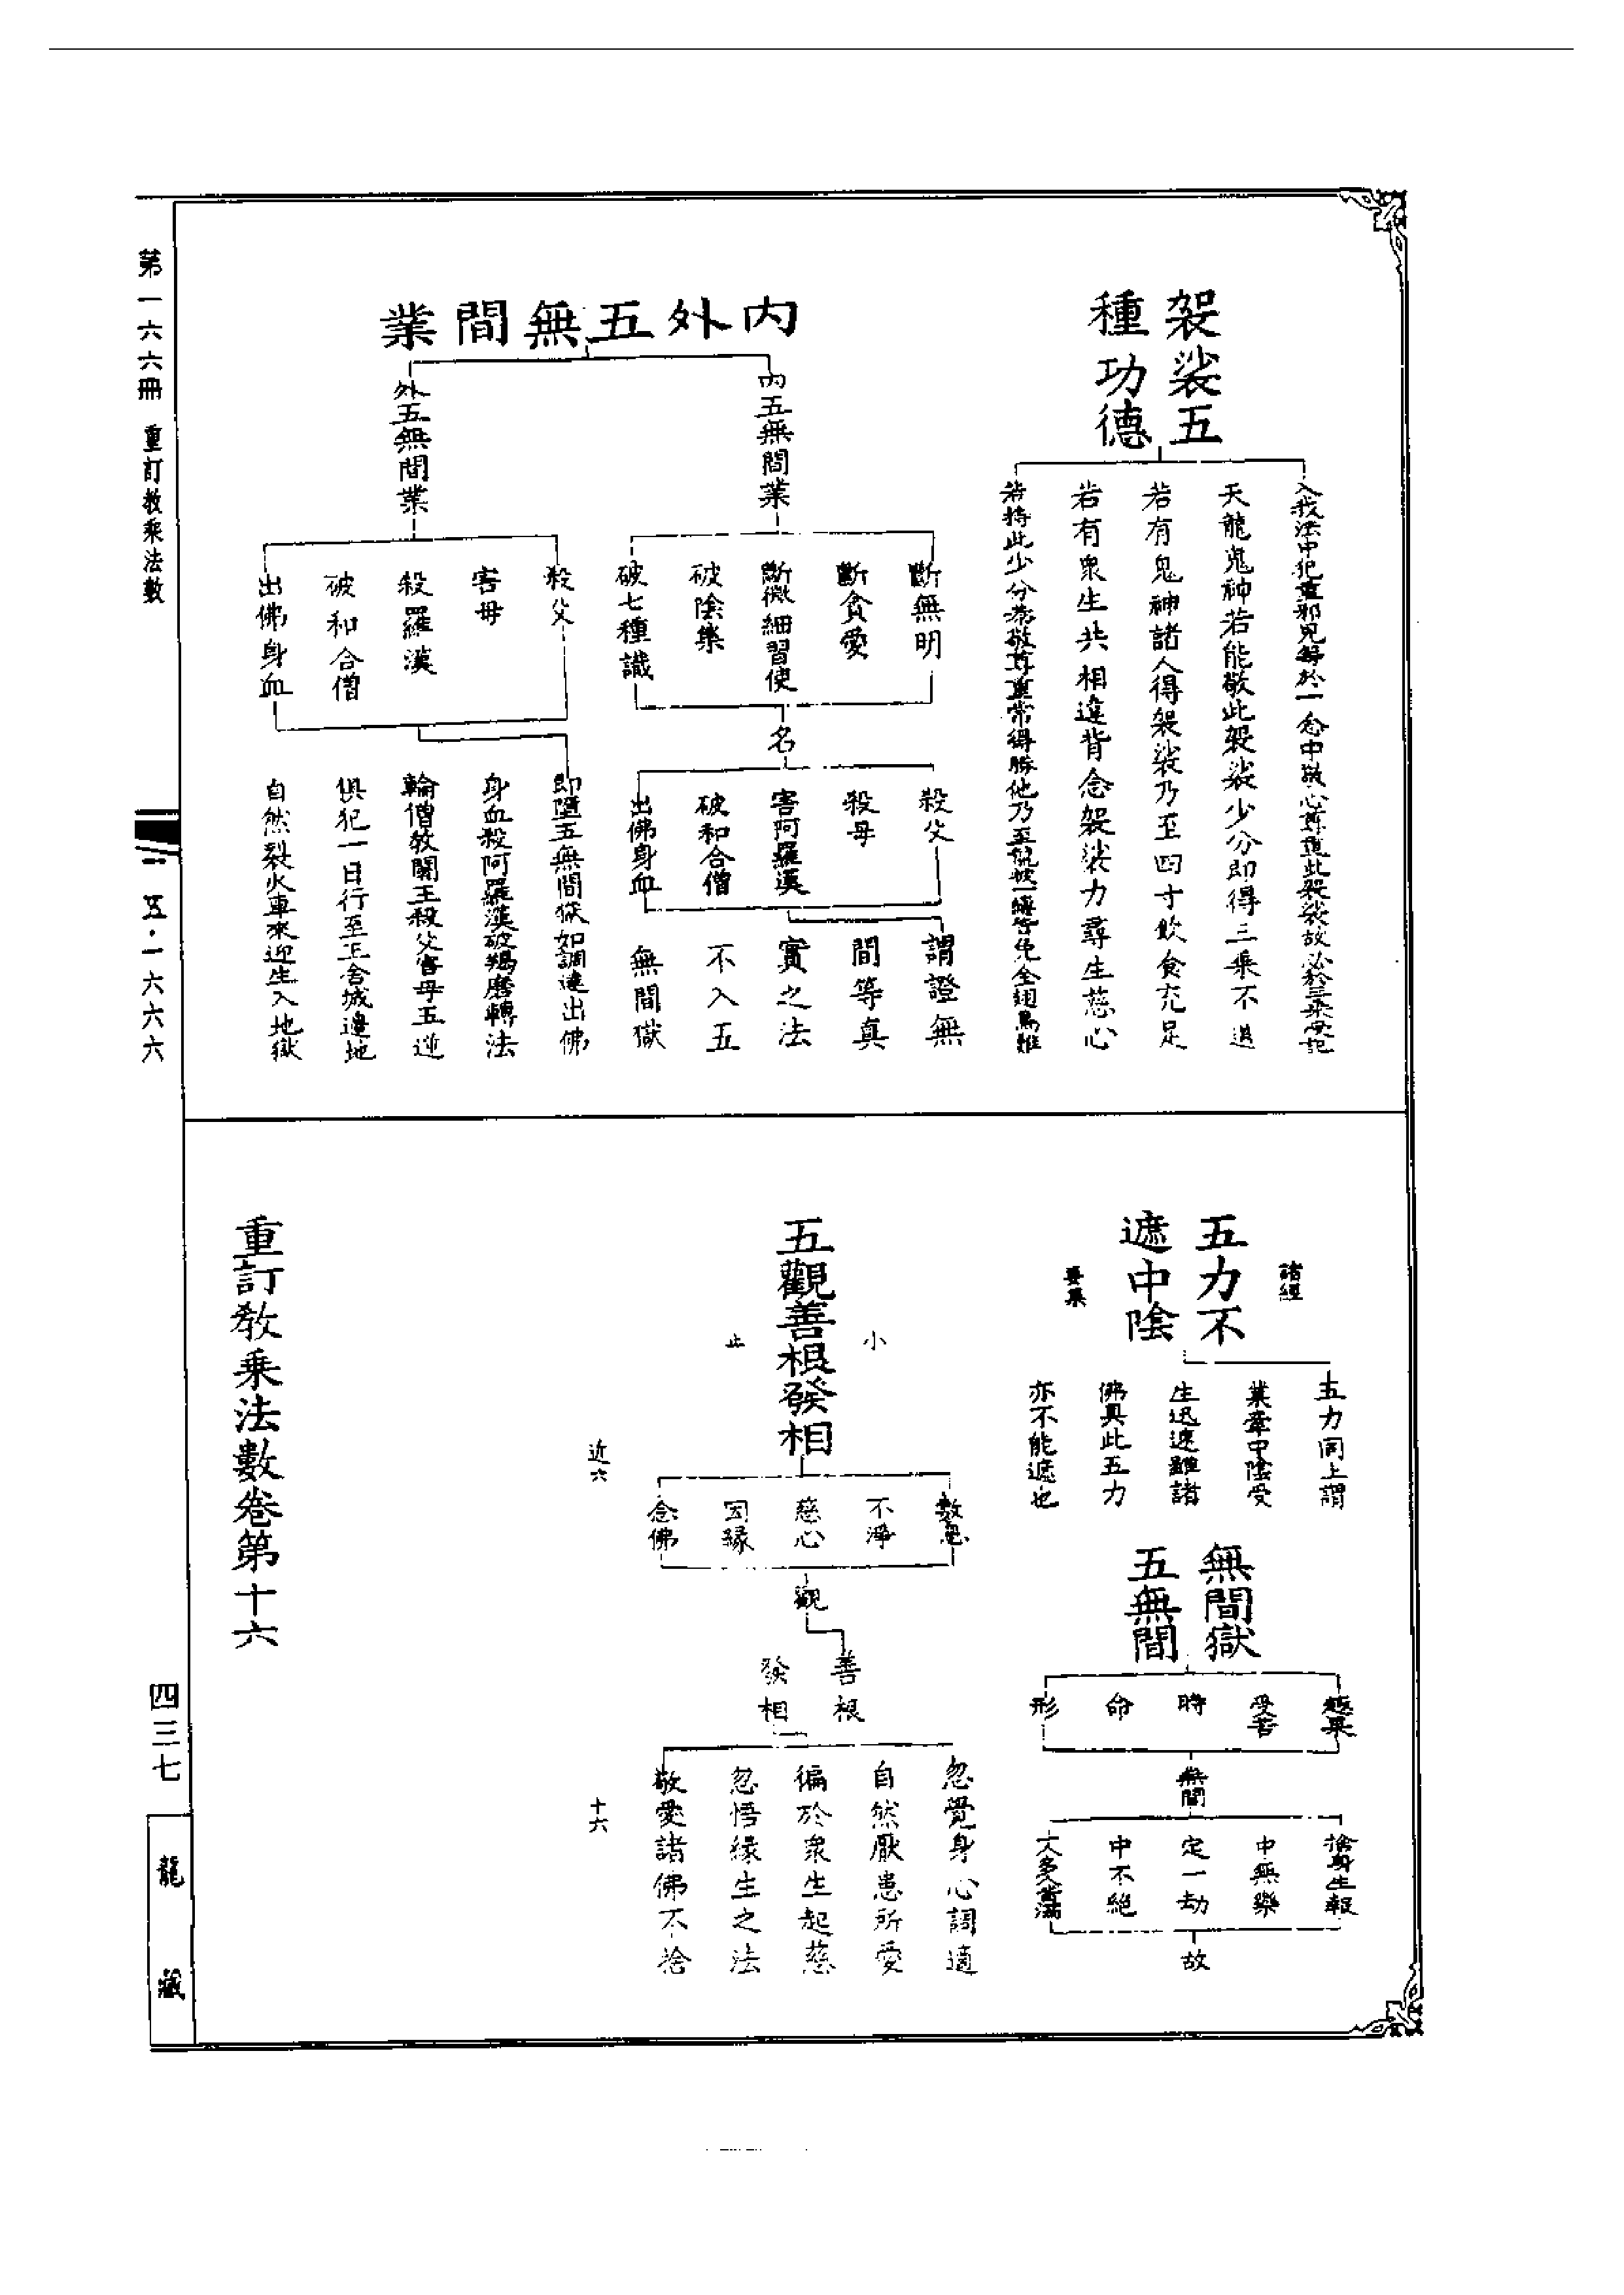 袈裟五
種功德
入我法中犯重邪見等於一念中敬心尊重此袈裟故必於三乘受記
天龍鬼神若能敬此袈裟少分即得三乘不退
若有鬼神諸人得袈裟乃至四寸飲食充足
若有衆生共相違背念袈裟力尋生慈心
若持此少分恭敬尊重常得勝他乃至
內外五無間業
內五無間業
斷無明
斷貪愛
斷微細習使
破陰集
破七種識
名
殺父
殺母
害阿羅漢
破和合僧
出佛身血
謂證無
間等真
實之法
不入五
無間獄
外五無間業
殺父
害母
殺羅漢
破和合僧
出佛身血
即墮五無間獄如調達出佛
身血殺阿羅漢破羯磨轉法
輪僧教闍王殺父害母五逆
俱犯一日行至王舍城邊地
自然裂火車來迎生入地獄
諸經
五力不
遮中陰
要集
五力同上謂
業牽中陰受
生迅速雖諸
佛具此五力
亦不能遮也
無間獄
五無間
趣果
受苦
時
命
形
無間
捨身生報
中無樂
定一劫
中不絕
一多皆滿
故
小
五觀善根發相
止
數息
不淨
慈心
因緣
念佛
觀
善根
發相
忽覺身心調適
自然厭患所愛
徧於衆生起慈
忽悟緣生之法
敬愛諸佛不捨
近六
十六
重訂教乘法數卷第十六
第一六六冊 重訂教乘法數
一五·一六六六
四三七
龍藏